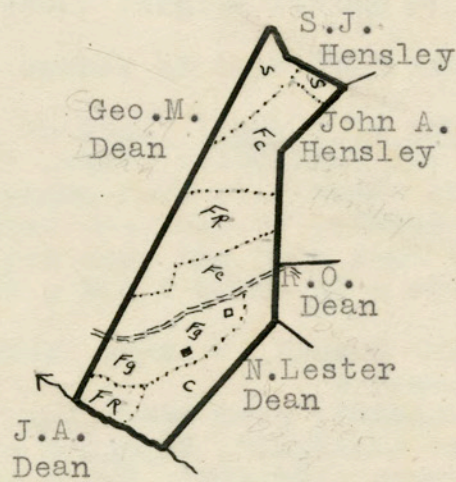 S.J.
Hensley
Geo.M.
Dean
John A.
Hensley
S
S
Fc
FR
Fc
R.O.
Dean
Fg
Fg
C
FR
N.Lester
Dean
J.A.
Dean